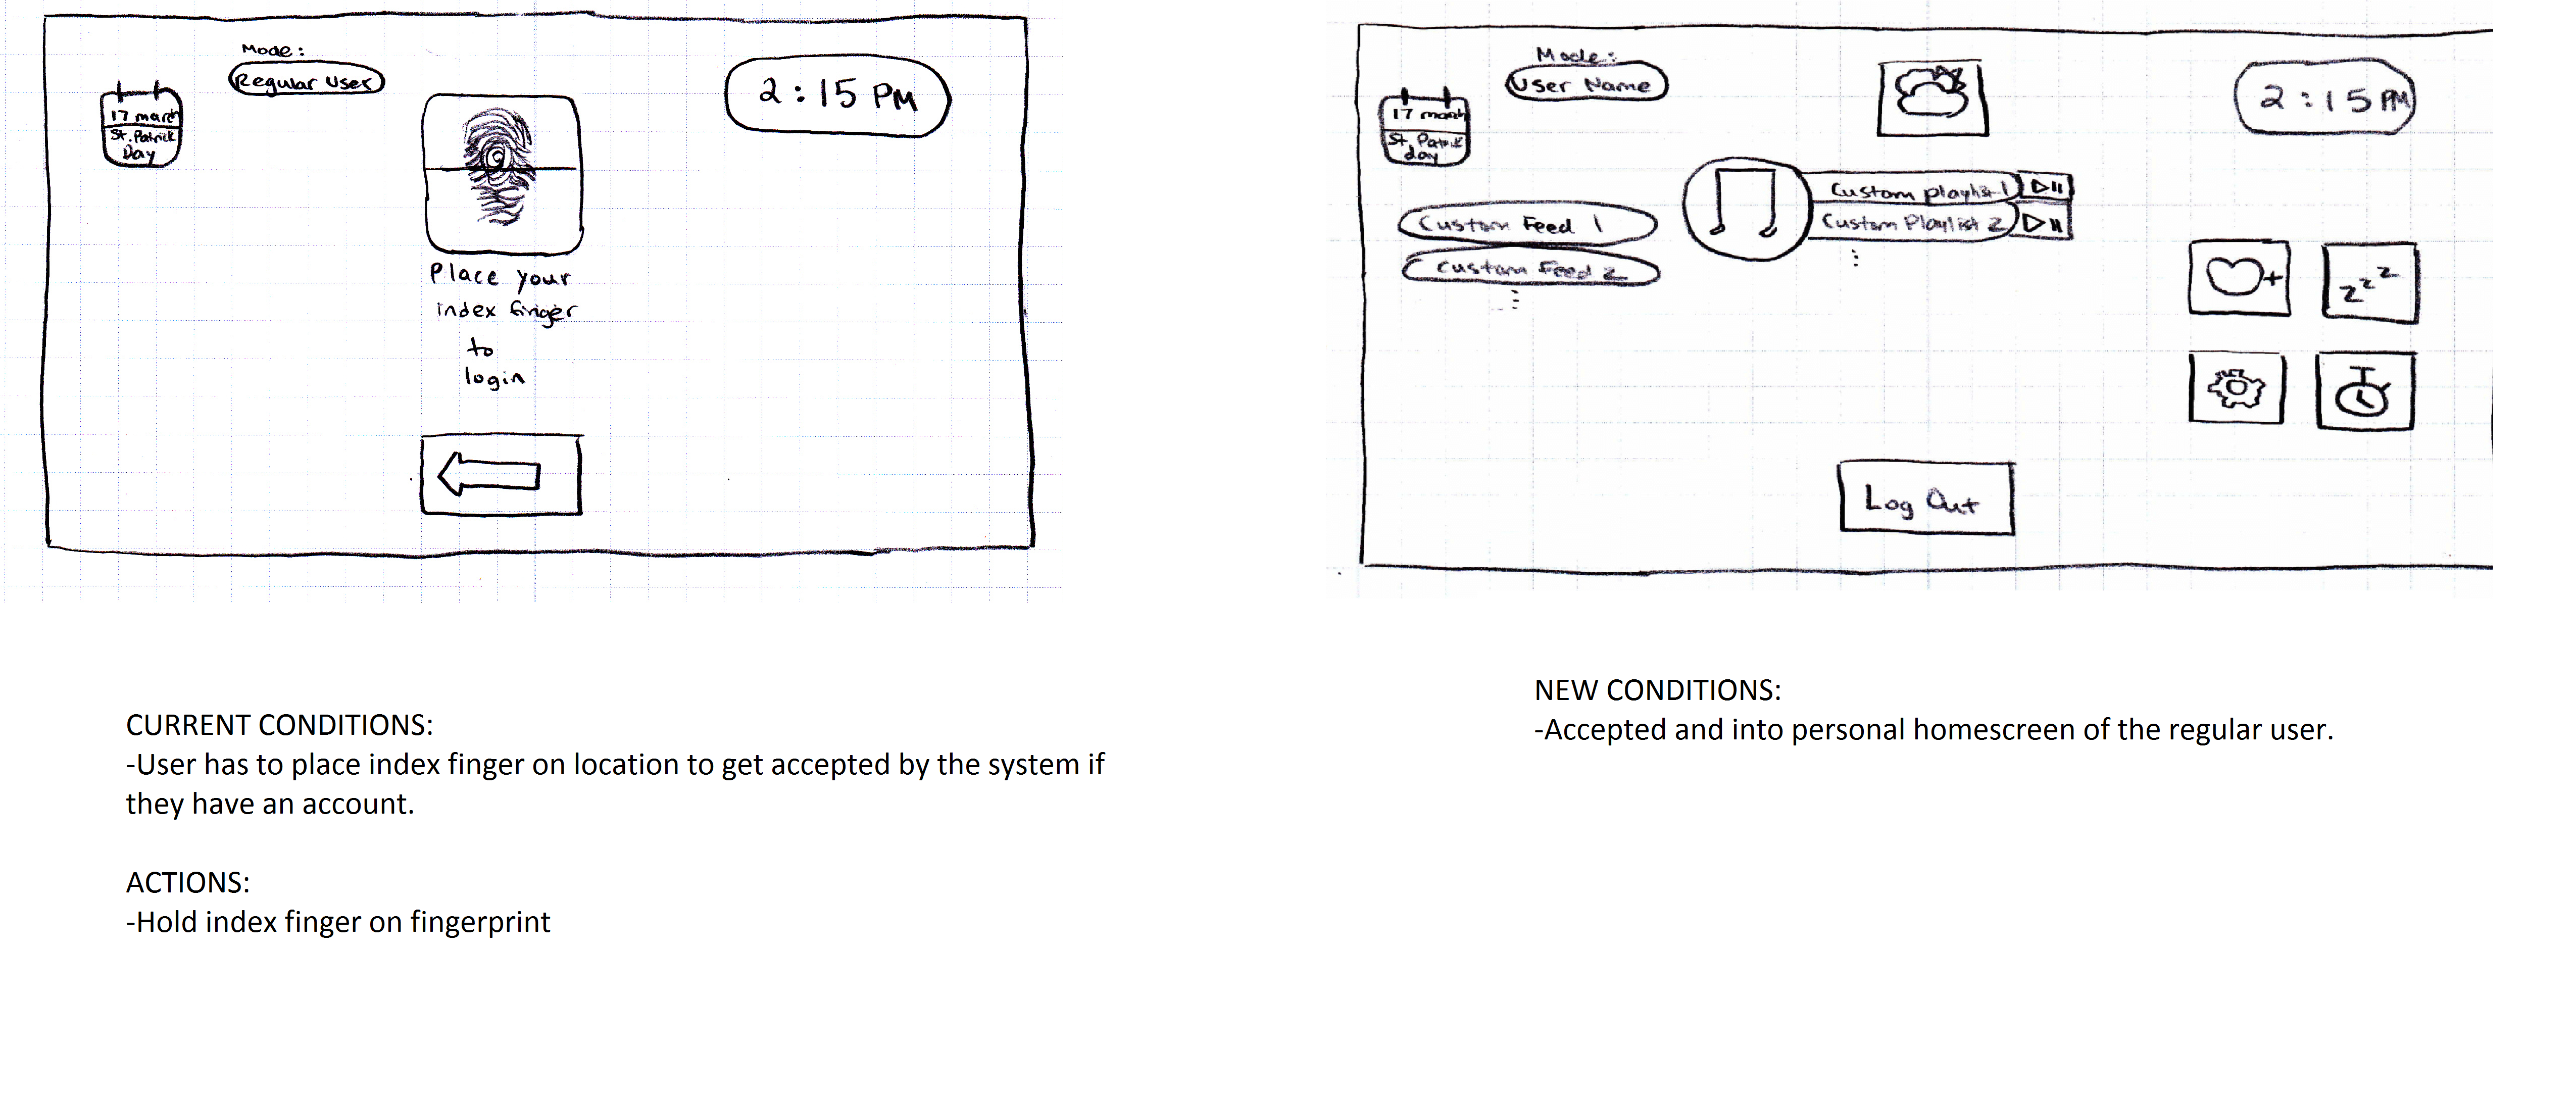 Mode:
Regular User
17 march
St. Patrick
Day
2:15 PM
Place your
index finger
to
login
Mode:
User Name
17 march
St. Patrick
day
2:15 PM
Custom playlist 1
Custom Playlist 2
Custom Feed 1
Custom Feed 2
zzz
Log Out
CURRENT CONDITIONS:
-User has to place index finger on location to get accepted by the system if
they have an account.
ACTIONS:
-Hold index finger on fingerprint
NEW CONDITIONS:
-Accepted and into personal homescreen of the regular user.